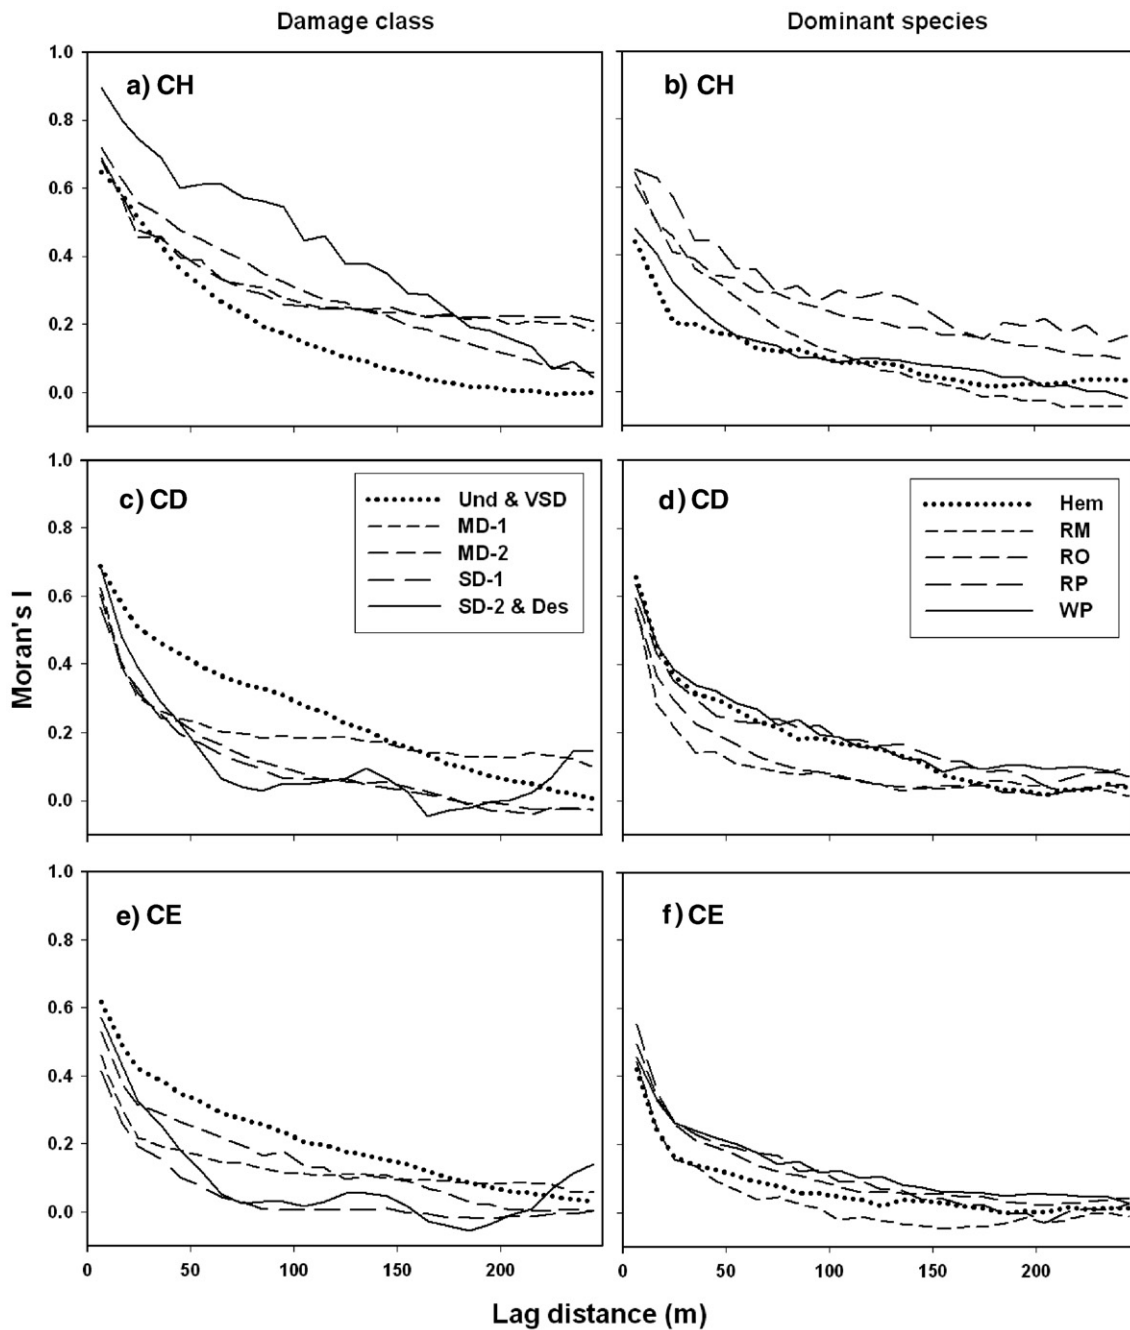 Damage class
Dominant species
1.0
0.8
0.6
0.4
0.2
0.0
a) CH
b) CH
1.0
0.8
0.6
0.4
0.2
0.0
c) CD
Und & VSD
MD-1
MD-2
SD-1
SD-2 & Des
d) CD
Hem
RM
RO
RP
WP
Moran's I
1.0
0.8
0.6
0.4
0.2
0.0
e) CE
f) CE
0 50 100 150 200
0 50 100 150 200
Lag distance (m)